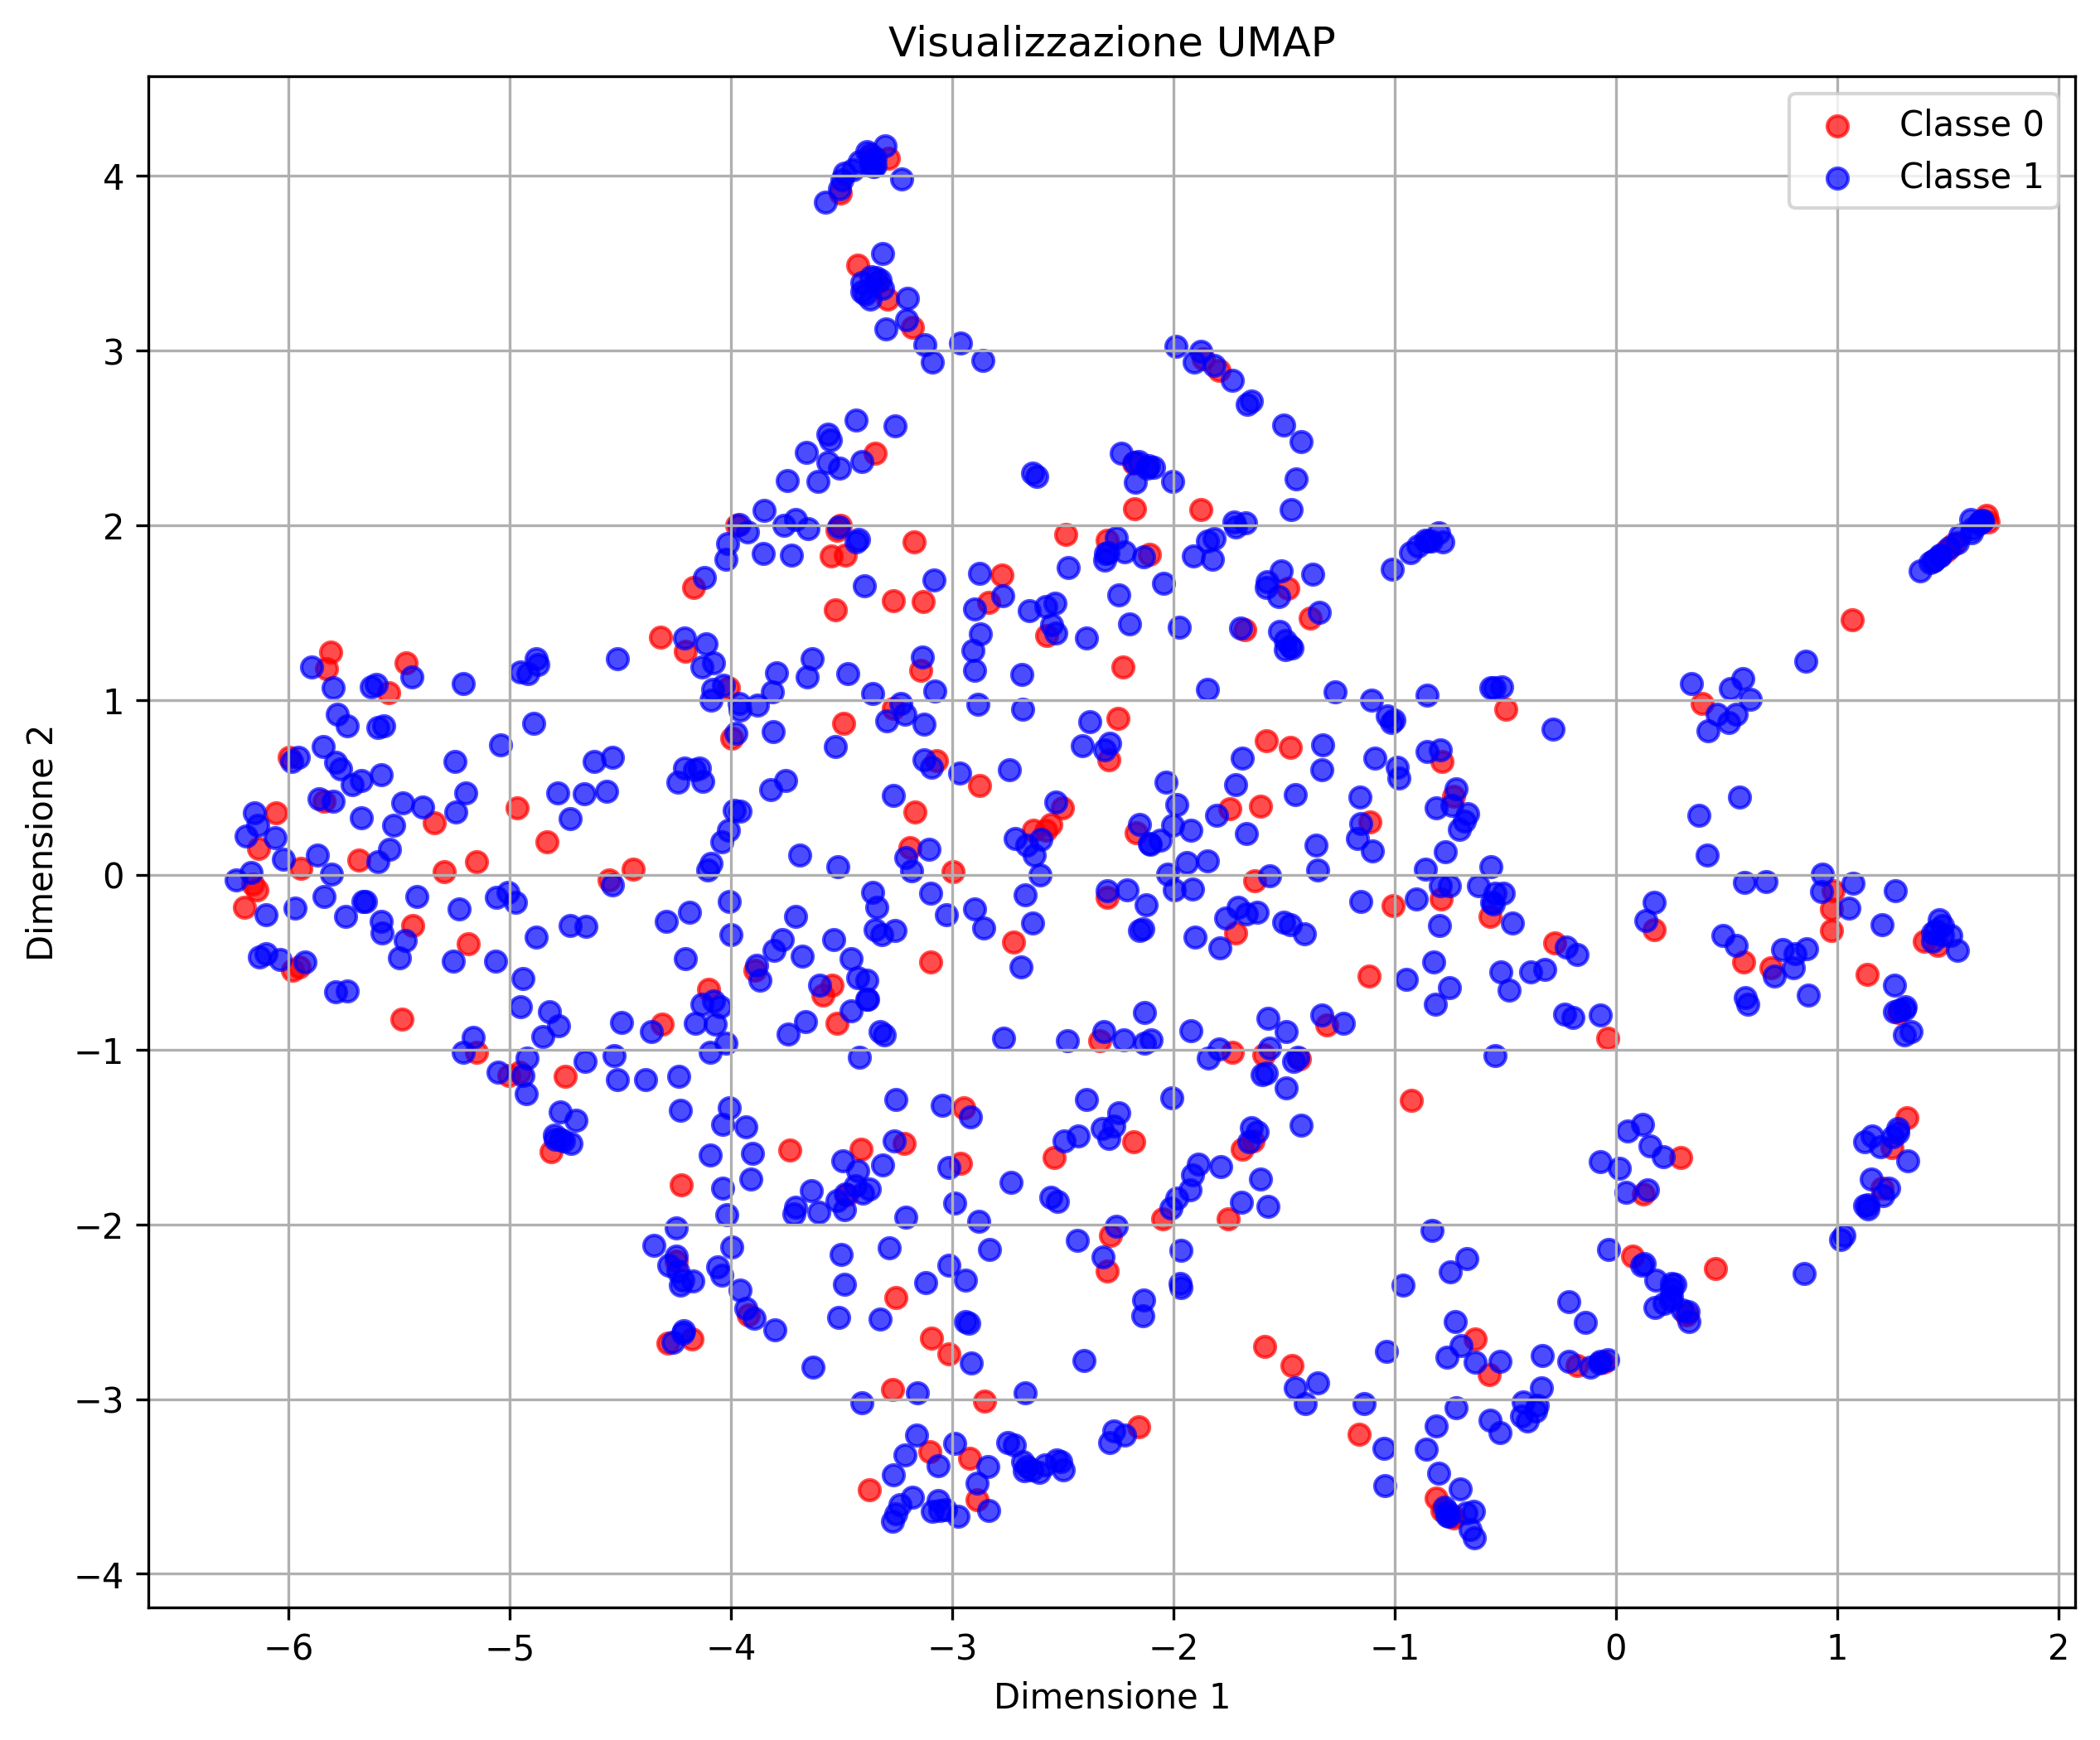 Visualizzazione UMAP
Classe 0
Classe 1
Dimensione 2
4
3
2
1
0
−1
−2
−3
−4
−6 −5 −4 −3 −2 −1 0 1 2
Dimensione 1